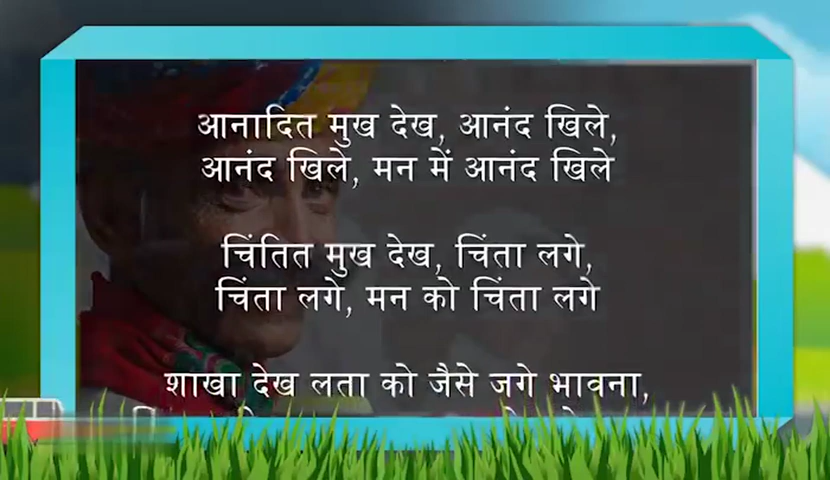 आनादित मुख देख, आनंद खिले,
आनंद खिले, मन में आनंद खिले
चिंतित मुख देख, चिंता लगे,
चिंता लगे, मन को चिंता लगे
शाखा देख लता को जैसे जगे भावना,